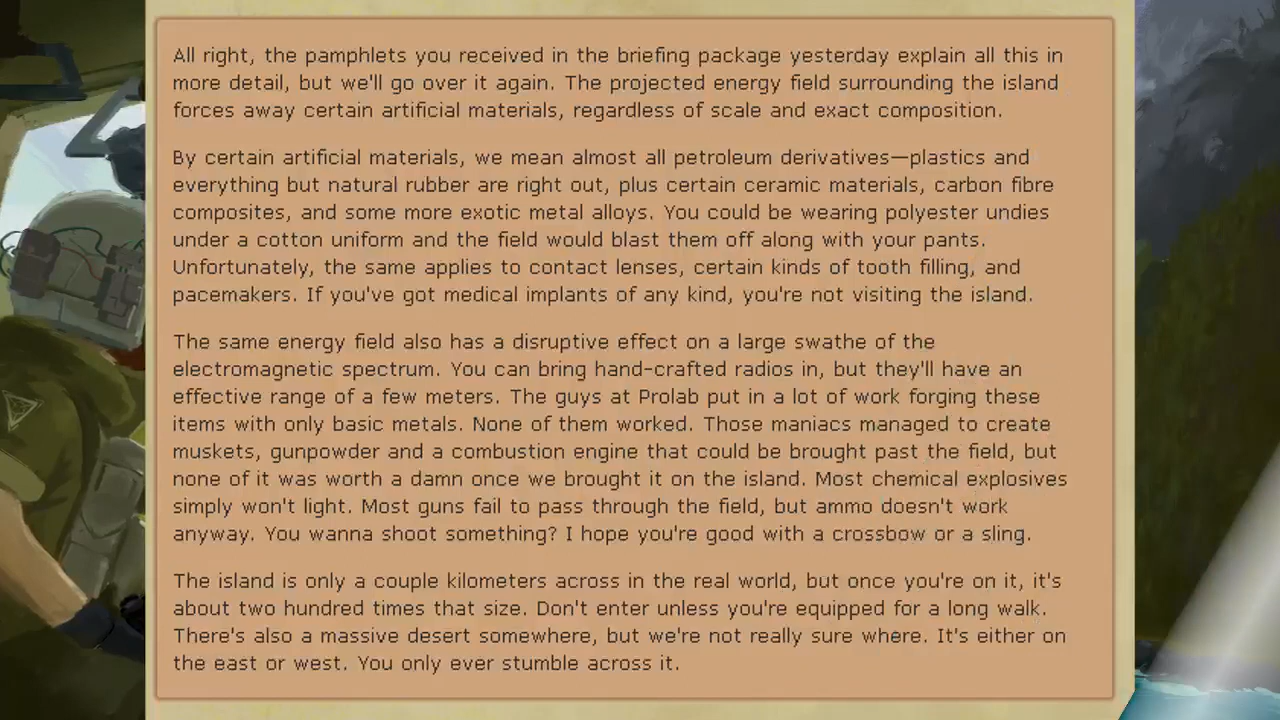 All right, the pamphlets you received in the briefing package yesterday explain all this in
more detail, but we'll go over it again. The projected energy field surrounding the island
forces away certain artificial materials, regardless of scale and exact composition.
By certain artificial materials, we mean almost all petroleum derivatives—plastics and
everything but natural rubber are right out, plus certain ceramic materials, carbon fibre
composites, and some more exotic metal alloys. You could be wearing polyester undies
under a cotton uniform and the field would blast them off along with your pants.
Unfortunately, the same applies to contact lenses, certain kinds of tooth filling, and
pacemakers. If you've got medical implants of any kind, you're not visiting the island.
The same energy field also has a disruptive effect on a large swathe of the
electromagnetic spectrum. You can bring hand-crafted radios in, but they'll have an
effective range of a few meters. The guys at Prolab put in a lot of work forging these
items with only basic metals. None of them worked. Those maniacs managed to create
muskets, gunpowder and a combustion engine that could be brought past the field, but
none of it was worth a damn once we brought it on the island. Most chemical explosives
simply won't light. Most guns fail to pass through the field, but ammo doesn't work
anyway. You wanna shoot something? I hope you're good with a crossbow or a sling.
The island is only a couple kilometers across in the real world, but once you're on it, it's
about two hundred times that size. Don't enter unless you're equipped for a long walk.
There's also a massive desert somewhere, but we're not really sure where. It's either on
the east or west. You only ever stumble across it.